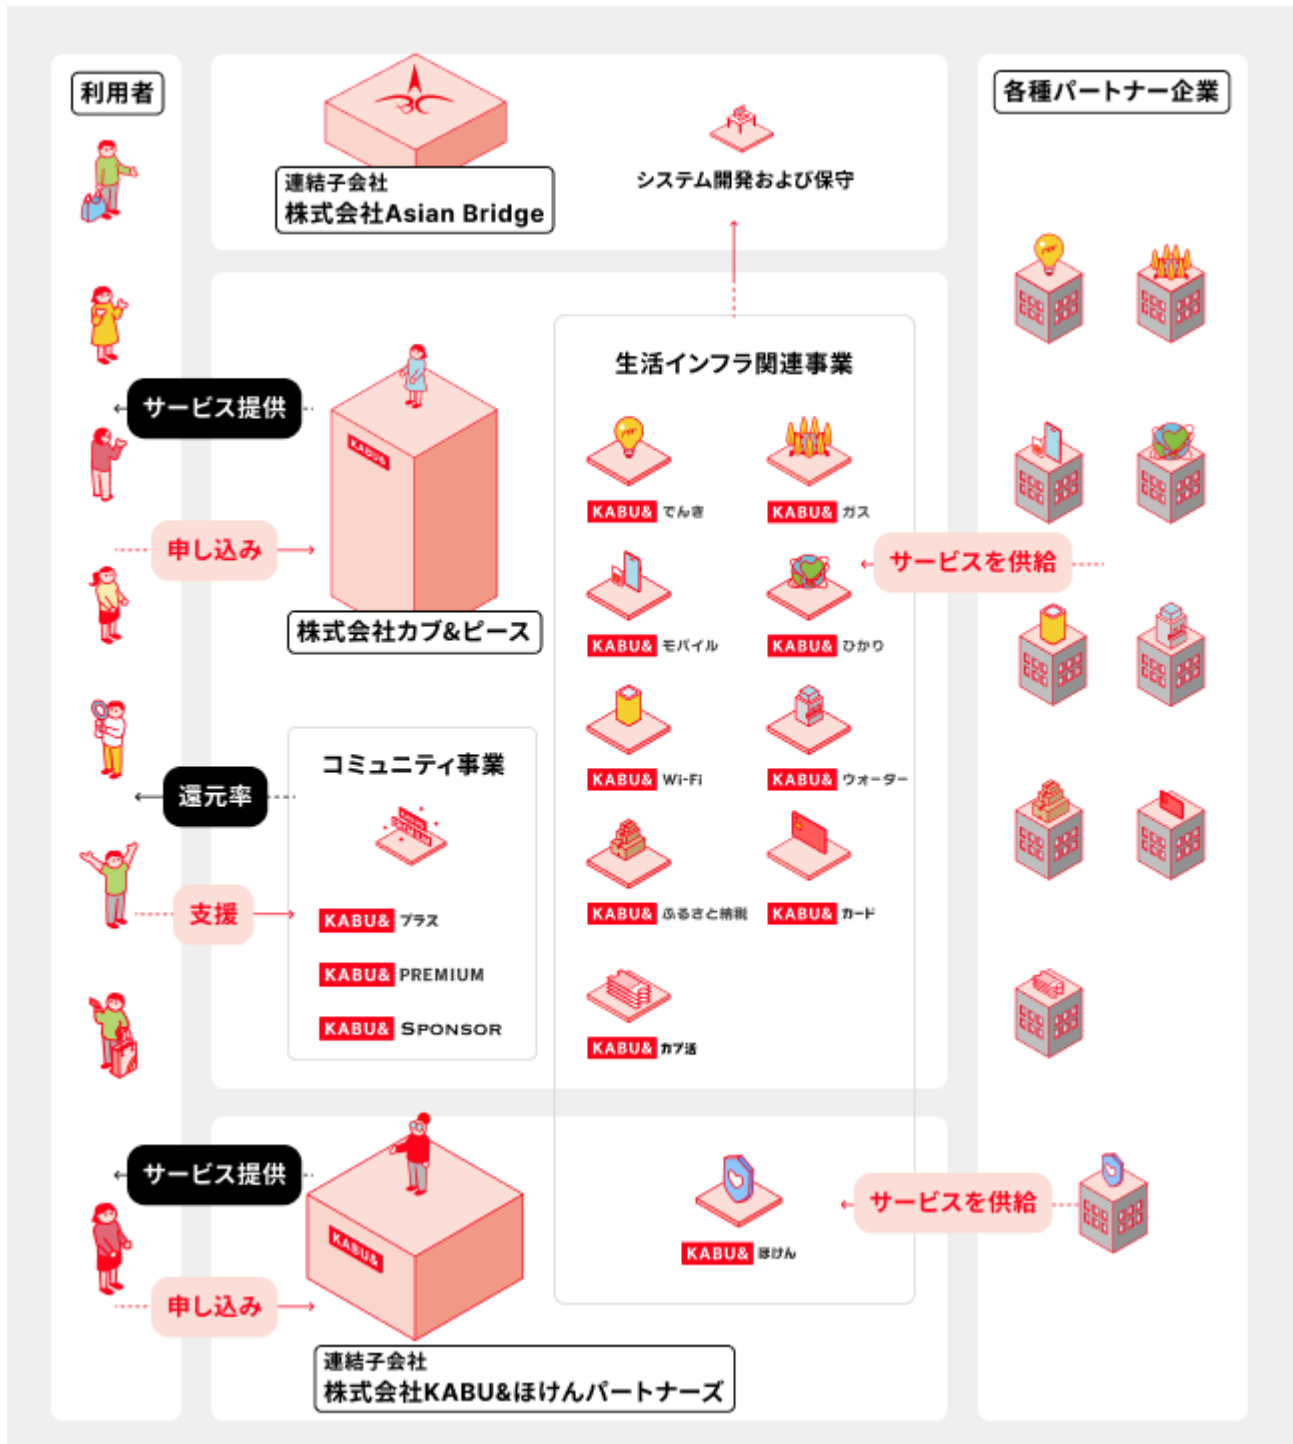 利用者
連結子会社
株式会社Asian Bridge
システム開発および保守
各種パートナー企業
生活インフラ関連事業
サービス提供
KABU&
申し込み
株式会社カブ&ピース
KABU& でんき
KABU& ガス
サービスを供給
KABU& モバイル
KABU& ひかり
KABU& Wi-Fi
KABU& ウォーター
KABU& ふるさと納税
KABU& カード
KABU& カブ活
コミュニティ事業
還元率
支援
KABU& プラス
KABU& PREMIUM
KABU& SPONSOR
サービス提供
KABU&
申し込み
連結子会社
株式会社KABU&ほけんパートナーズ
KABU& ほけん
サービスを供給